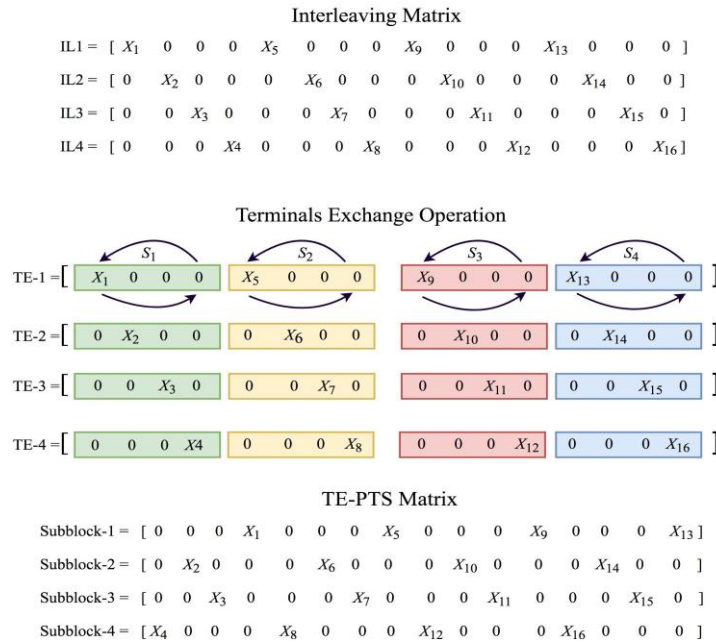 Interleaving Matrix
IL1 = [ X₁ 0 0 0 X₅ 0 0 0 X₉ 0 0 0 X₁₃ 0 0 0 ]
IL2 = [ 0 X₂ 0 0 0 X₆ 0 0 0 X₁₀ 0 0 0 X₁₄ 0 0 ]
IL3 = [ 0 0 X₃ 0 0 0 X₇ 0 0 0 X₁₁ 0 0 0 X₁₅ 0 ]
IL4 = [ 0 0 0 X4 0 0 0 X₈ 0 0 0 X₁₂ 0 0 0 X₁₆ ]
Terminals Exchange Operation
S₁ S₂ S₃ S₄
TE-1 = [ X₁ 0 0 0 X₅ 0 0 0 X₉ 0 0 0 X₁₃ 0 0 0 ]
TE-2 = [ 0 X₂ 0 0 0 X₆ 0 0 0 X₁₀ 0 0 0 X₁₄ 0 0 ]
TE-3 = [ 0 0 X₃ 0 0 0 X₇ 0 0 0 X₁₁ 0 0 0 X₁₅ 0 ]
TE-4 = [ 0 0 0 X4 0 0 0 X₈ 0 0 0 X₁₂ 0 0 0 X₁₆ ]
TE-PTS Matrix
Subblock-1 = [ 0 0 0 X₁ 0 0 0 X₅ 0 0 0 X₉ 0 0 0 X₁₃ ]
Subblock-2 = [ 0 X₂ 0 0 0 X₆ 0 0 0 X₁₀ 0 0 0 X₁₄ 0 0 ]
Subblock-3 = [ 0 0 X₃ 0 0 0 X₇ 0 0 0 X₁₁ 0 0 0 X₁₅ 0 ]
Subblock-4 = [ X₄ 0 0 0 X₈ 0 0 0 X₁₂ 0 0 0 X₁₆ 0 0 0 ]